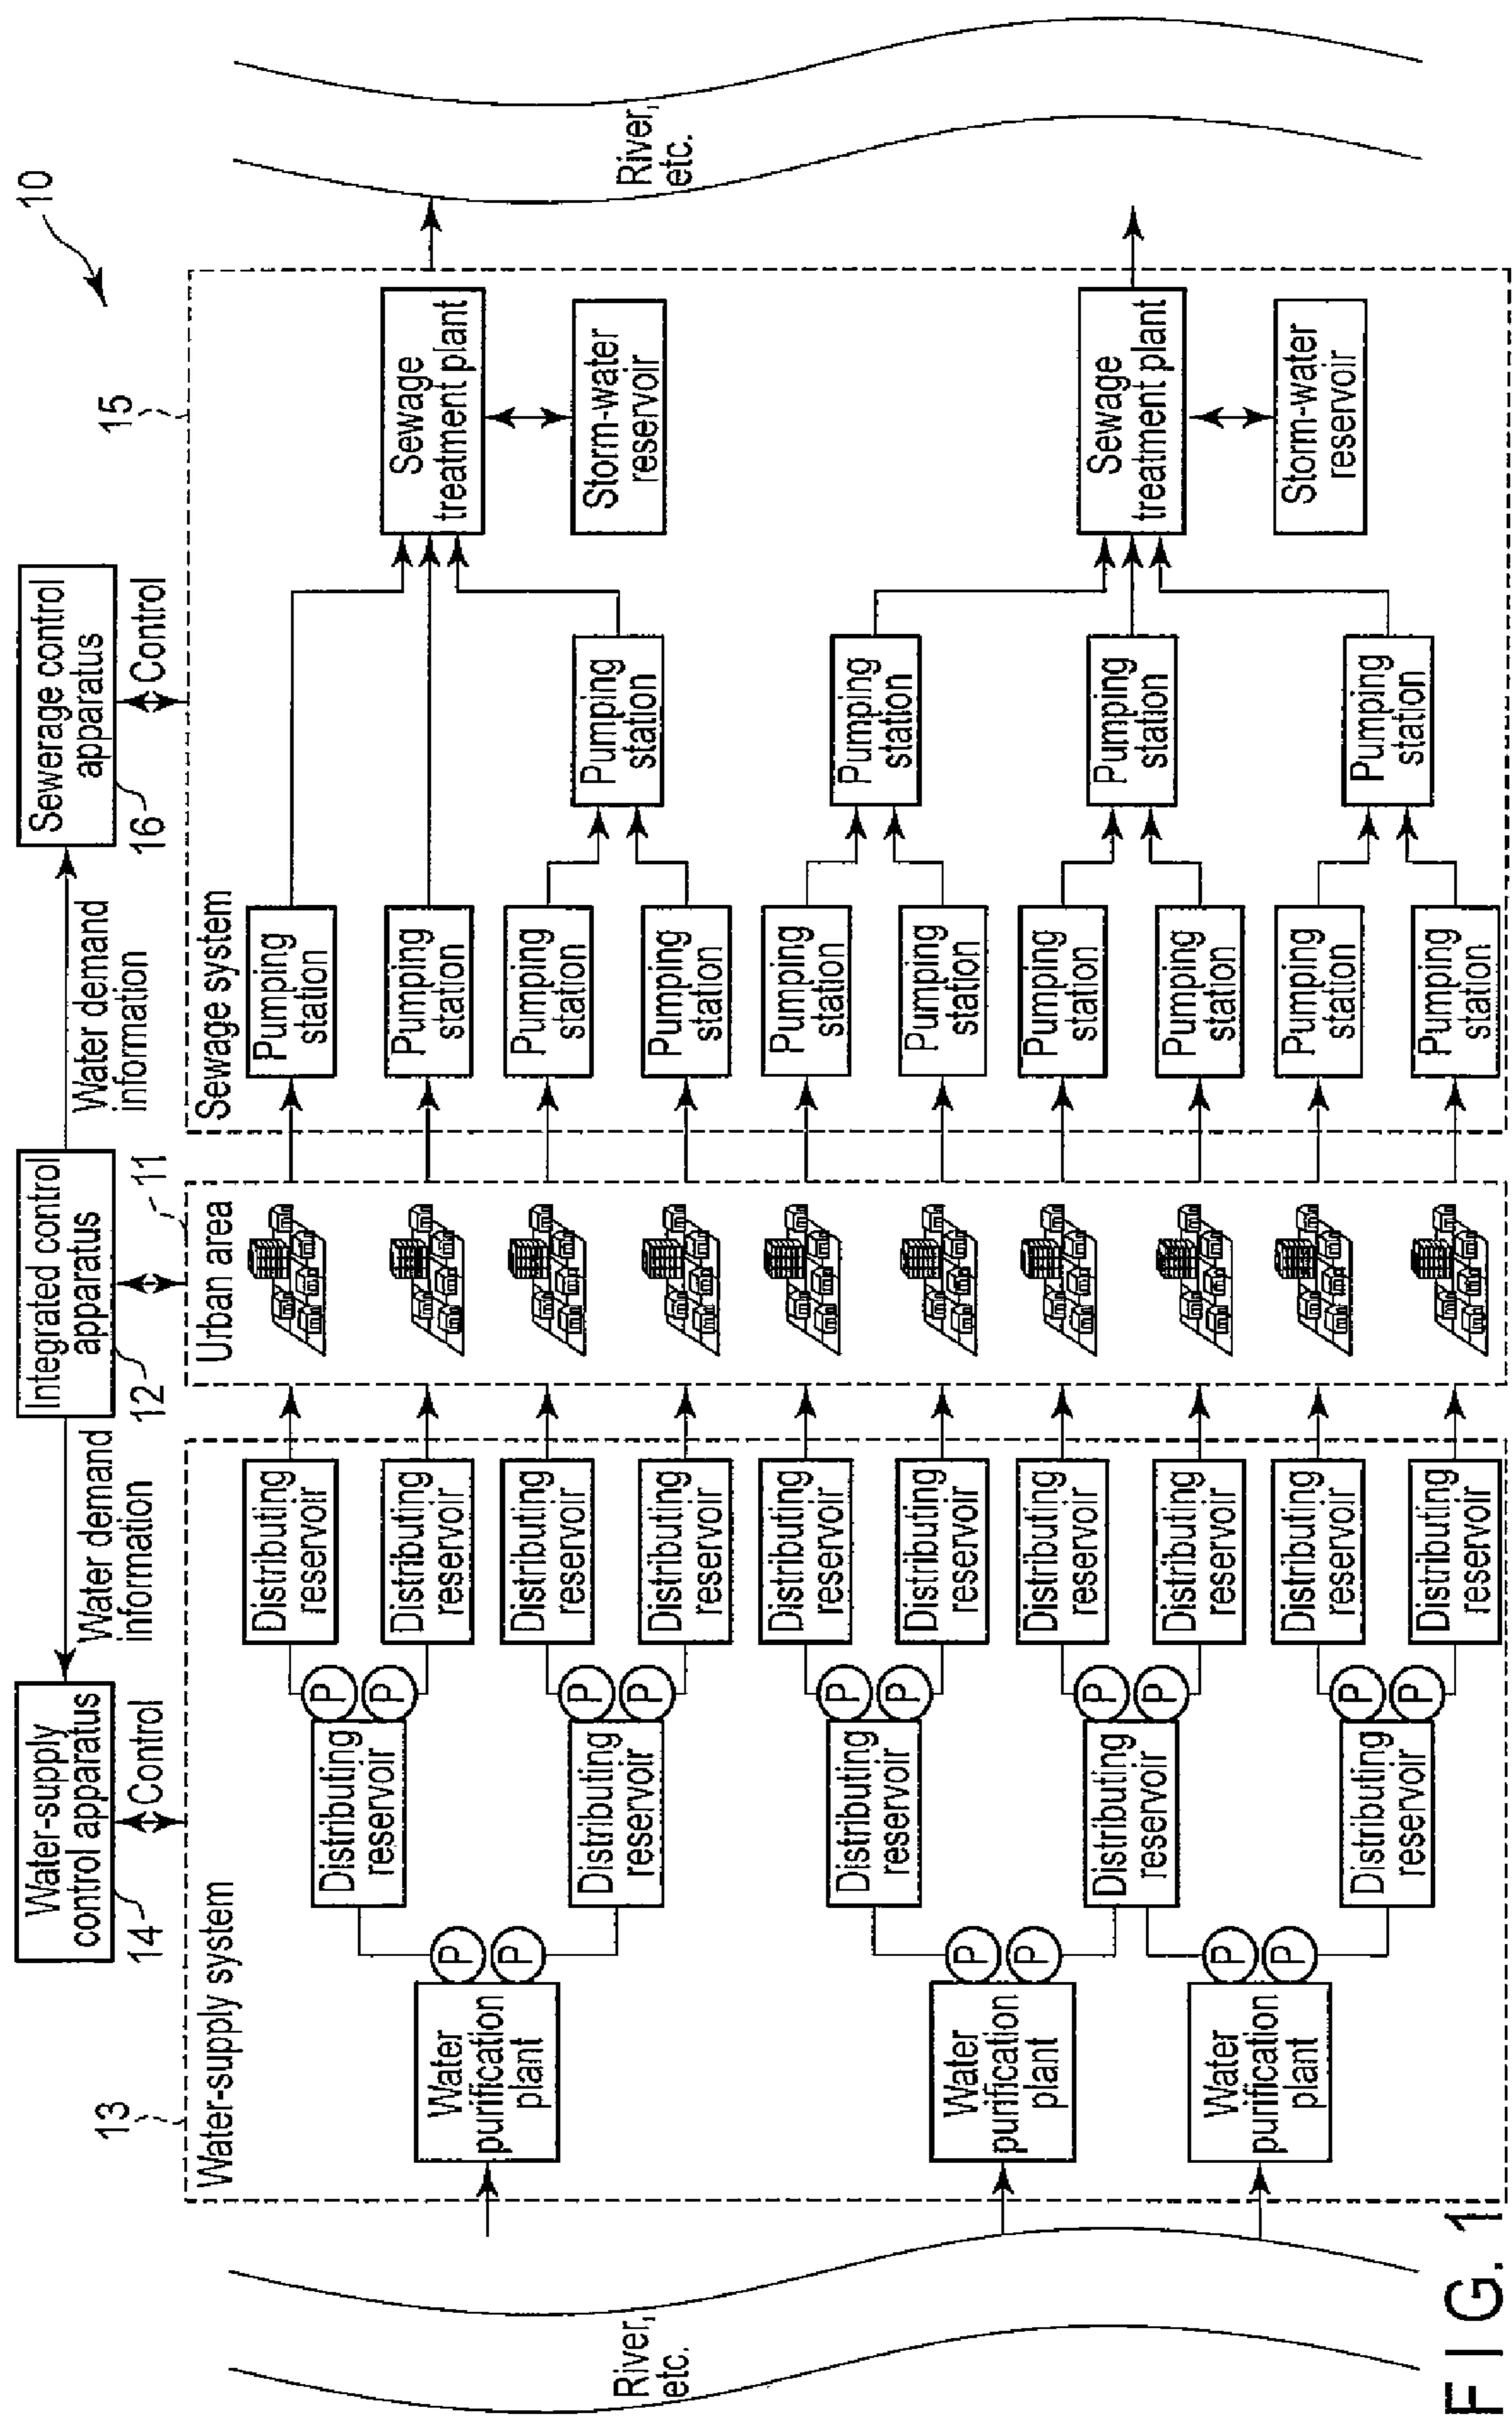 10
Water-supply
control apparatus
14
Control
Water demand
information
Integrated control
apparatus
12
11
Water demand
information
Sewerage control
apparatus
16
Control
15
13
Water-supply system
Urban area
Sewage system
River,
etc.
Water
purification
plant
Water
purification
plant
Water
purification
plant
P
P
P
P
P
P
Distributing
reservoir
Distributing
reservoir
Distributing
reservoir
Distributing
reservoir
Distributing
reservoir
P
P
P
P
P
P
P
P
P
P
Distributing
reservoir
Distributing
reservoir
Distributing
reservoir
Distributing
reservoir
Distributing
reservoir
Distributing
reservoir
Distributing
reservoir
Distributing
reservoir
Distributing
reservoir
Distributing
reservoir
Pumping
station
Pumping
station
Pumping
station
Pumping
station
Pumping
station
Pumping
station
Pumping
station
Pumping
station
Pumping
station
Pumping
station
Pumping
station
Pumping
station
Pumping
station
Pumping
station
Sewage
treatment plant
Storm-water
reservoir
Sewage
treatment plant
Storm-water
reservoir
River,
etc.
FIG. 1